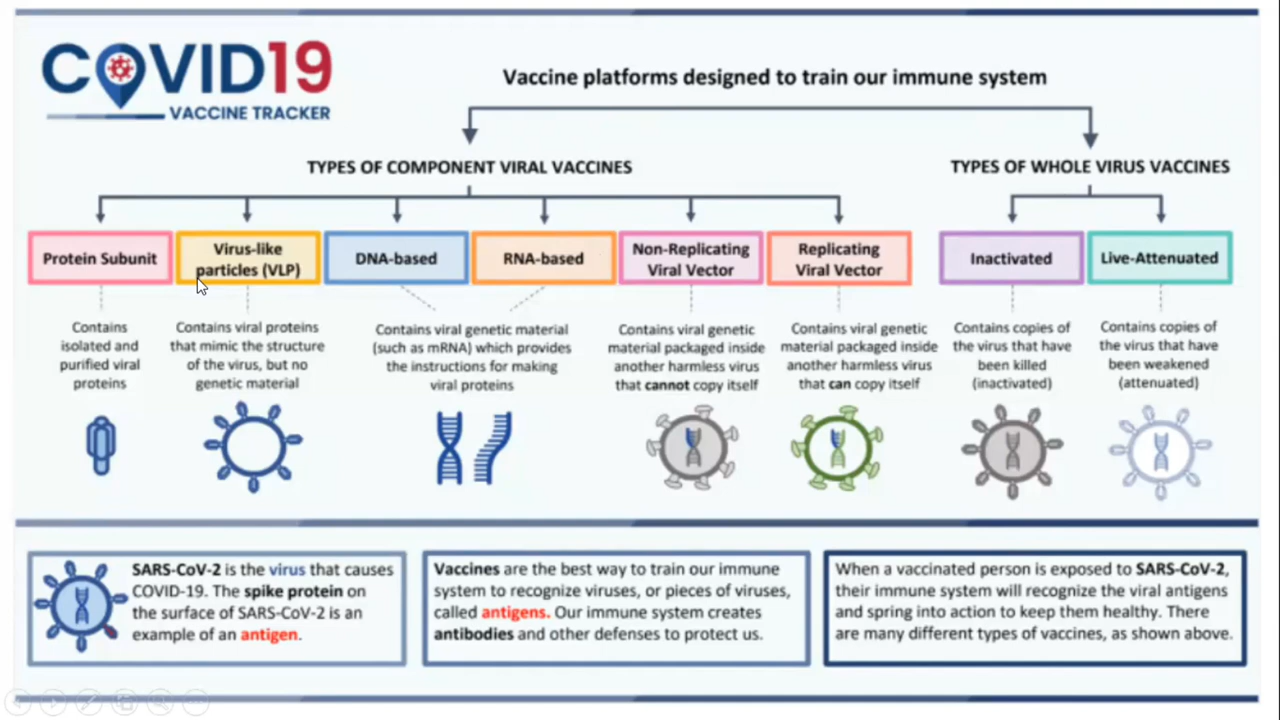 COVID19
VACCINE TRACKER
Vaccine platforms designed to train our immune system
TYPES OF COMPONENT VIRAL VACCINES
TYPES OF WHOLE VIRUS VACCINES
Protein Subunit
Virus-like
particles (VLP)
DNA-based
RNA-based
Non-Replicating
Viral Vector
Replicating
Viral Vector
Inactivated
Live-Attenuated
Contains
isolated and
purified viral
proteins
Contains viral proteins
that mimic the structure
of the virus, but no
genetic material
Contains viral genetic material
(such as mRNA) which provides
the instructions for making
viral proteins
Contains viral genetic
material packaged inside
another harmless virus
that cannot copy itself
Contains viral genetic
material packaged inside
another harmless virus
that can copy itself
Contains copies of
the virus that have
been killed
(inactivated)
Contains copies of
the virus that have
been weakened
(attenuated)
SARS-CoV-2 is the virus that causes
COVID-19. The spike protein on
the surface of SARS-CoV-2 is an
example of an antigen.
Vaccines are the best way to train our immune
system to recognize viruses, or pieces of viruses,
called antigens. Our immune system creates
antibodies and other defenses to protect us.
When a vaccinated person is exposed to SARS-CoV-2,
their immune system will recognize the viral antigens
and spring into action to keep them healthy. There
are many different types of vaccines, as shown above.